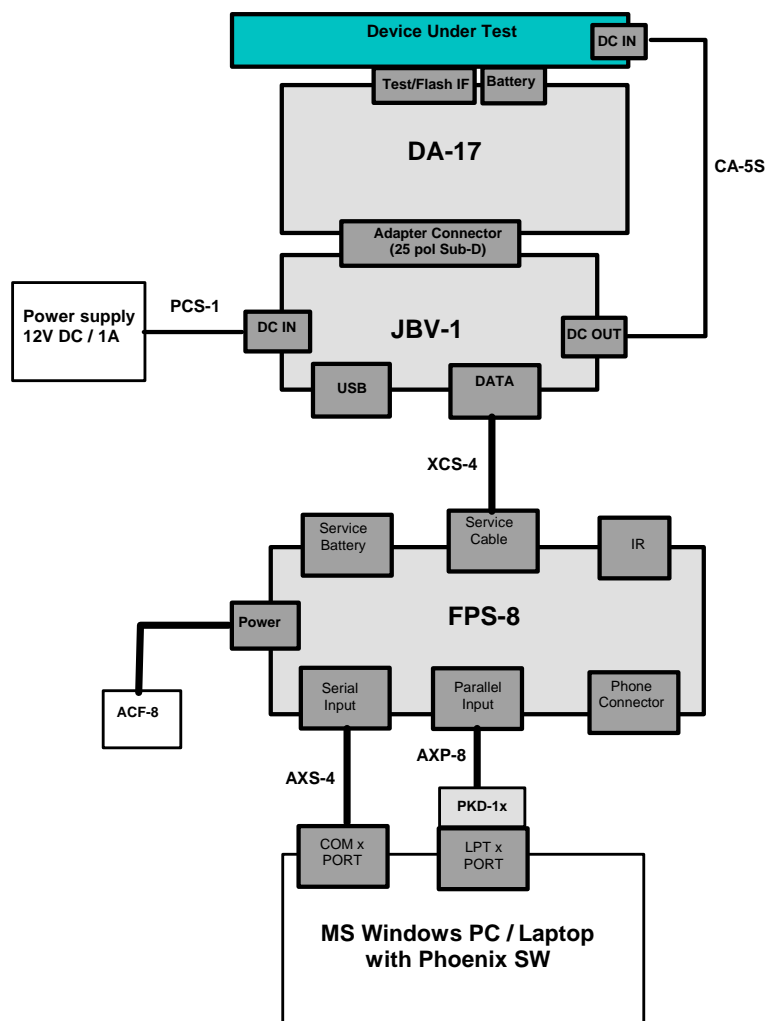 Device Under Test
DC IN
Test/Flash IF
Battery
DA-17
CA-5S
Adapter Connector
(25 pol Sub-D)
Power supply
12V DC / 1A
PCS-1
DC IN
JBV-1
DC OUT
USB
DATA
XCS-4
Service
Battery
Service
Cable
IR
Power
FPS-8
Serial
Input
Parallel
Input
Phone
Connector
ACF-8
AXS-4
AXP-8
PKD-1x
COM x
PORT
LPT x
PORT
MS Windows PC / Laptop
with Phoenix SW